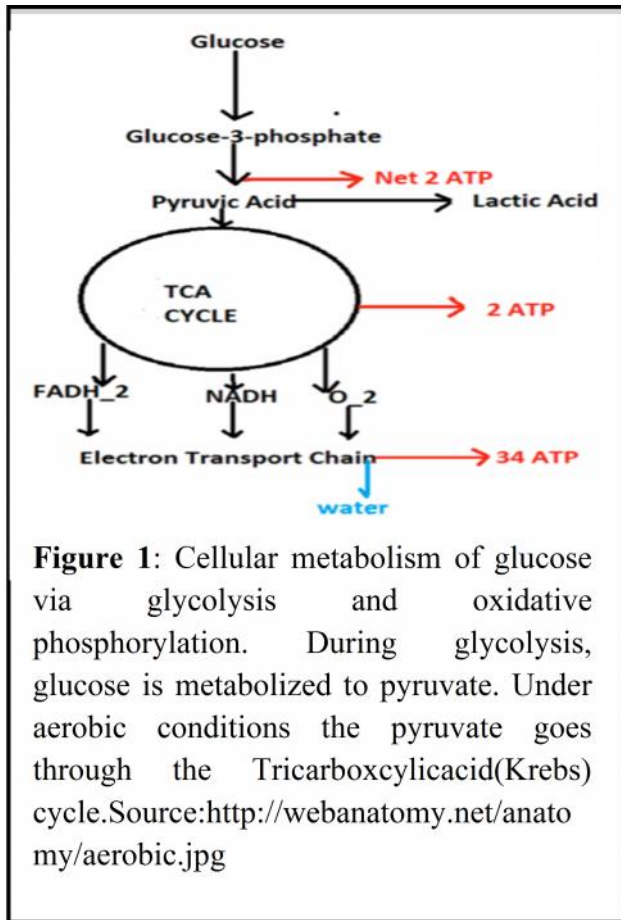 Glucose
Glucose-3-phosphate
Net 2 ATP
Pyruvic Acid Lactic Acid
TCA
CYCLE
2 ATP
FADH_2 NADH O_2
Electron Transport Chain 34 ATP
water
Figure 1: Cellular metabolism of glucose
via glycolysis and oxidative
phosphorylation. During glycolysis,
glucose is metabolized to pyruvate. Under
aerobic conditions the pyruvate goes
through the Tricarboxcylicacid(Krebs)
cycle.Source:http://webanatomy.net/anato
my/aerobic.jpg